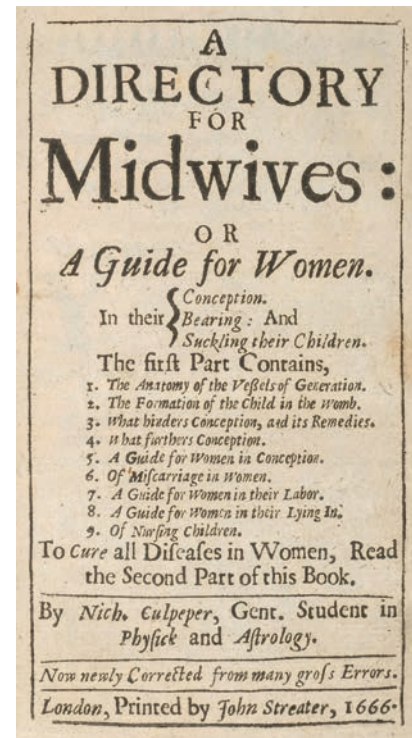 A
DIRECTORY
FOR
Midwives:
OR
A Guide for Women.
Conception.
In their { Bearing: And
Suckling their Children.
The firſt Part Contains,
1. The Anatomy of the Veſſels of Generation.
2. The Formation of the Child in the Womb.
3. What hinders Conception, and its Remedies.
4. What furthers Conception.
5. A Guide for Women in Conception.
6. Of Miſcarriage in Women.
7. A Guide for Women in their Labor.
8. A Guide for Women in their Lying In.
9. Of Nurſing Children.
To Cure all Diſeaſes in Women, Read
the Second Part of this Book.
By Nich. Culpeper, Gent. Student in
Phyſick and Aſtrology.
Now newly Corrected from many groſs Errors.
London, Printed by John Streater, 1666.